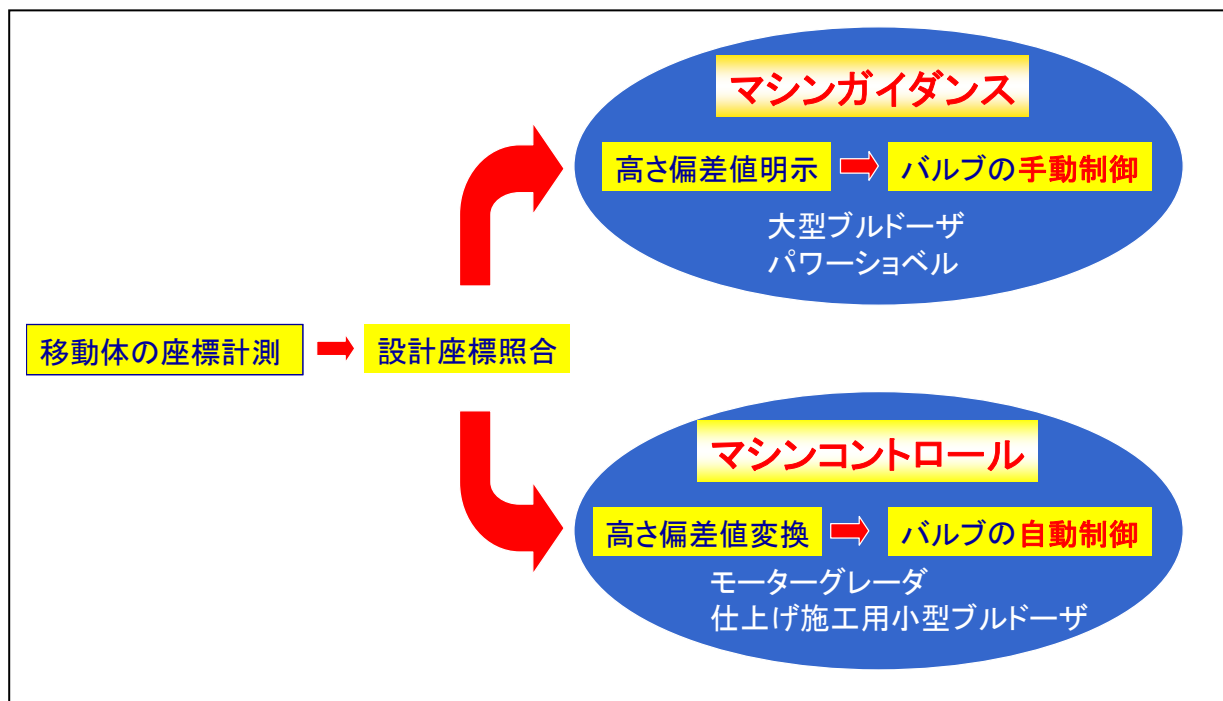 移動体の座標計測
設計座標照合
マシンガイダンス
高さ偏差値明示
バルブの手動制御
大型ブルドーザ
パワーショベル
マシンコントロール
高さ偏差値変換
バルブの自動制御
モーターグレーダ
仕上げ施工用小型ブルドーザ